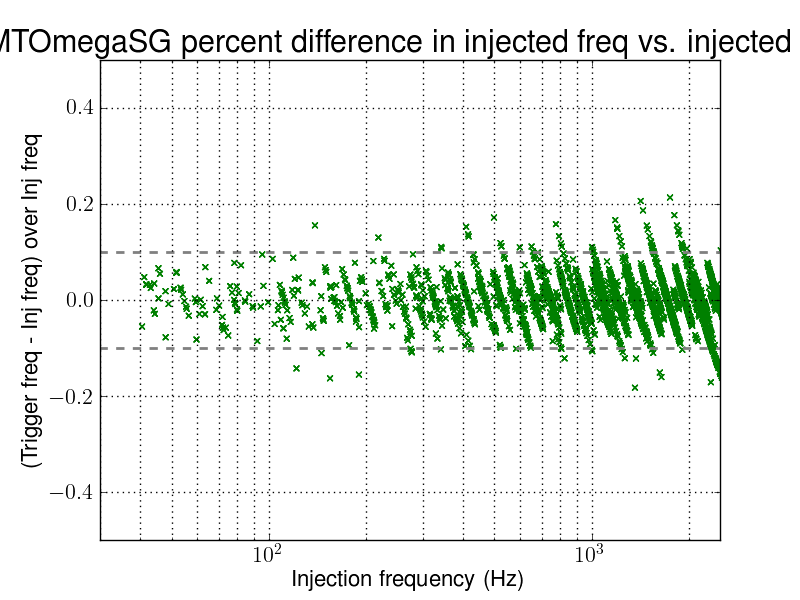 MTOmegaSG percent difference in injected freq vs. injected
(Trigger freq - Inj freq) over Inj freq
0.4
0.2
0.0
−0.2
−0.4
10²
10³
Injection frequency (Hz)